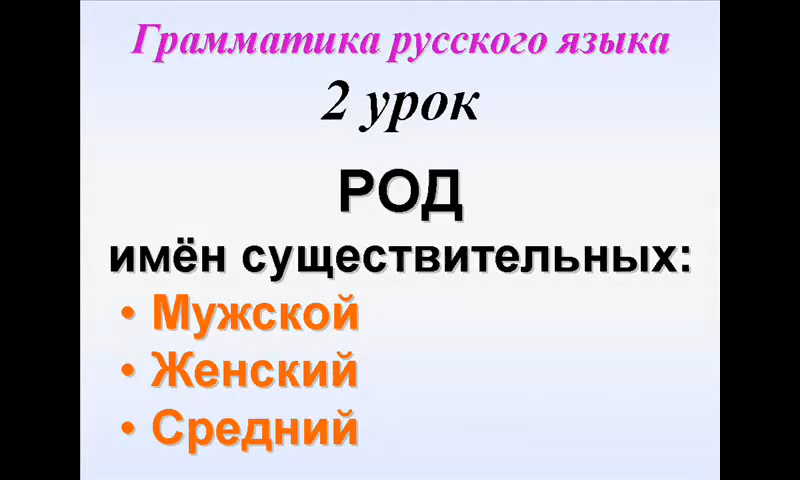 Грамматика русского языка
2 урок
РОД
имён существительных:
• Мужской
• Женский
• Средний